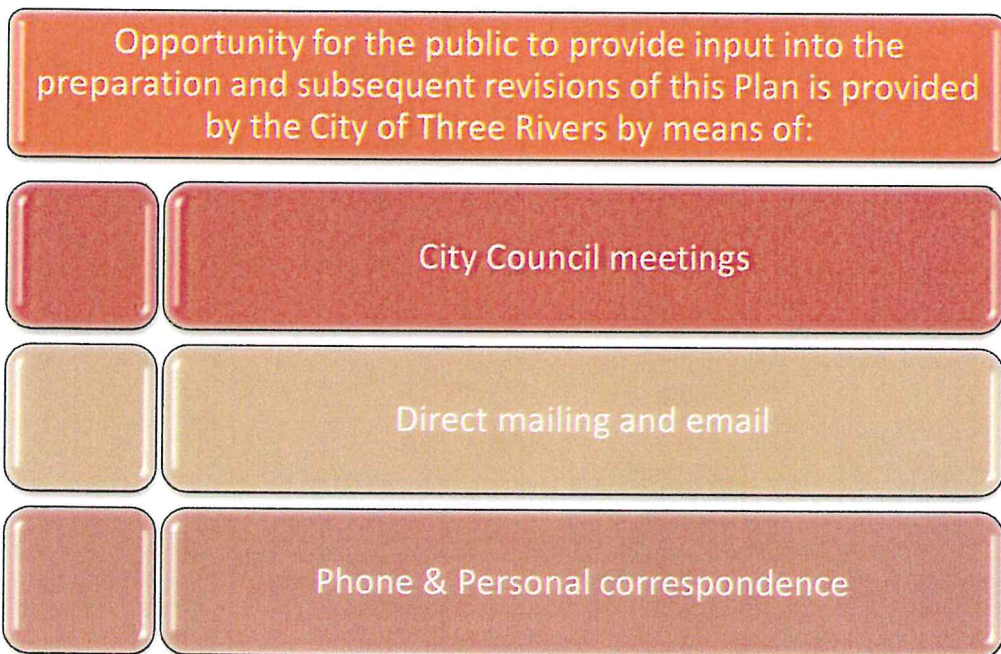 Opportunity for the public to provide input into the
preparation and subsequent revisions of this Plan is provided
by the City of Three Rivers by means of:
City Council meetings
Direct mailing and email
Phone & Personal correspondence